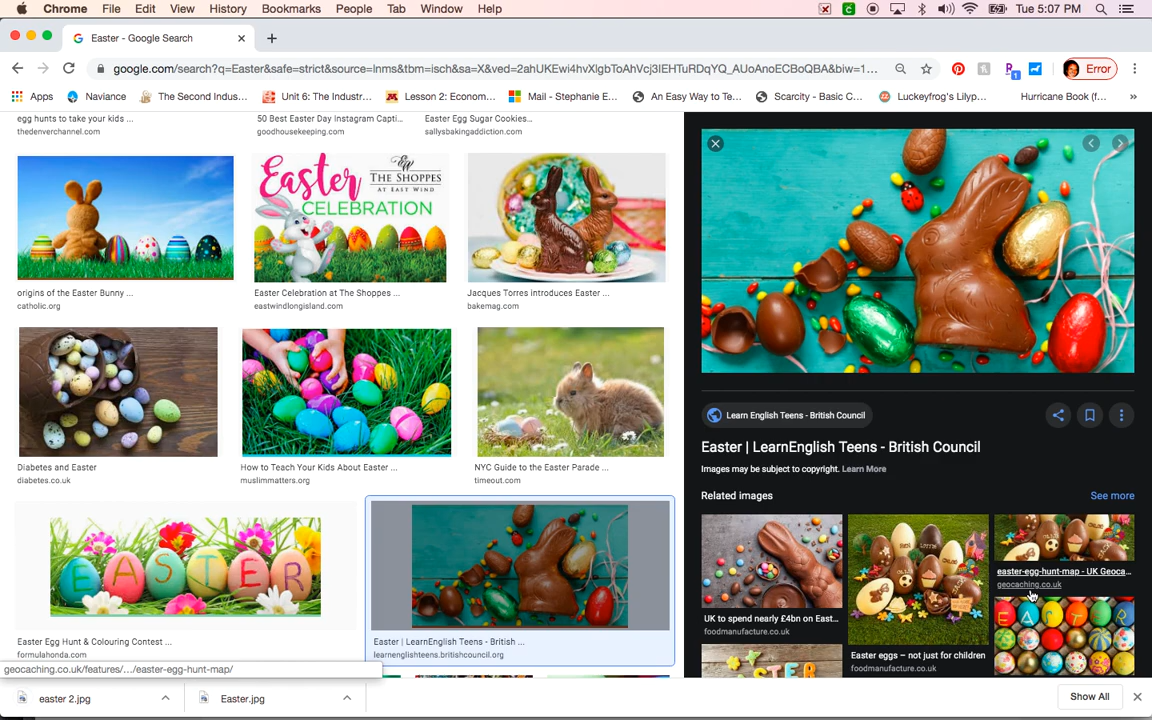 Chrome File Edit View History Bookmarks People Tab Window Help Tue 5:07 PM
Easter - Google Search
google.com/search?q=Easter&safe=strict&source=lnms&tbm=isch&sa=X&ved=2ahUKEwi4hvXlgbToAhVcj3IEHTuRDqYQ_AUoAnoECBoQBA&biw=1... Error
Apps Naviance The Second Indus... Unit 6: The Industr... Lesson 2: Econom... Mail - Stephanie E... An Easy Way to Te... Scarcity - Basic C... Luckeyfrog's Lilyp... Hurricane Book (f... »
egg hunts to take your kids ...
thedenverchannel.com
50 Best Easter Day Instagram Capti...
goodhousekeeping.com
Easter Egg Sugar Cookies...
sallysbakingaddiction.com
Easter
CELEBRATION
THE SHOPPES
AT EAST WIND
origins of the Easter Bunny ...
catholic.org
Easter Celebration at The Shoppes ...
eastwindlongisland.com
Jacques Torres introduces Easter ...
bakemag.com
Diabetes and Easter
diabetes.co.uk
How to Teach Your Kids About Easter ...
muslimmatters.org
NYC Guide to the Easter Parade ...
timeout.com
EASTER
Easter Egg Hunt & Colouring Contest ...
formulahonda.com
Easter | LearnEnglish Teens - British ...
learnenglishteens.britishcouncil.org
Learn English Teens - British Council
Easter | LearnEnglish Teens - British Council
Images may be subject to copyright. Learn More
Related images See more
UK to spend nearly £4bn on East...
foodmanufacture.co.uk
Easter eggs – not just for children
foodmanufacture.co.uk
easter-egg-hunt-map - UK Geoca...
geocaching.co.uk
geocaching.co.uk/features/.../easter-egg-hunt-map/
easter 2.jpg Easter.jpg Show All